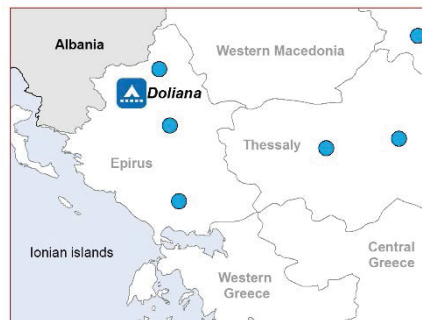 Albania
Western Macedonia
Doliana
Thessaly
Epirus
Ionian islands
Central
Greece
Western
Greece